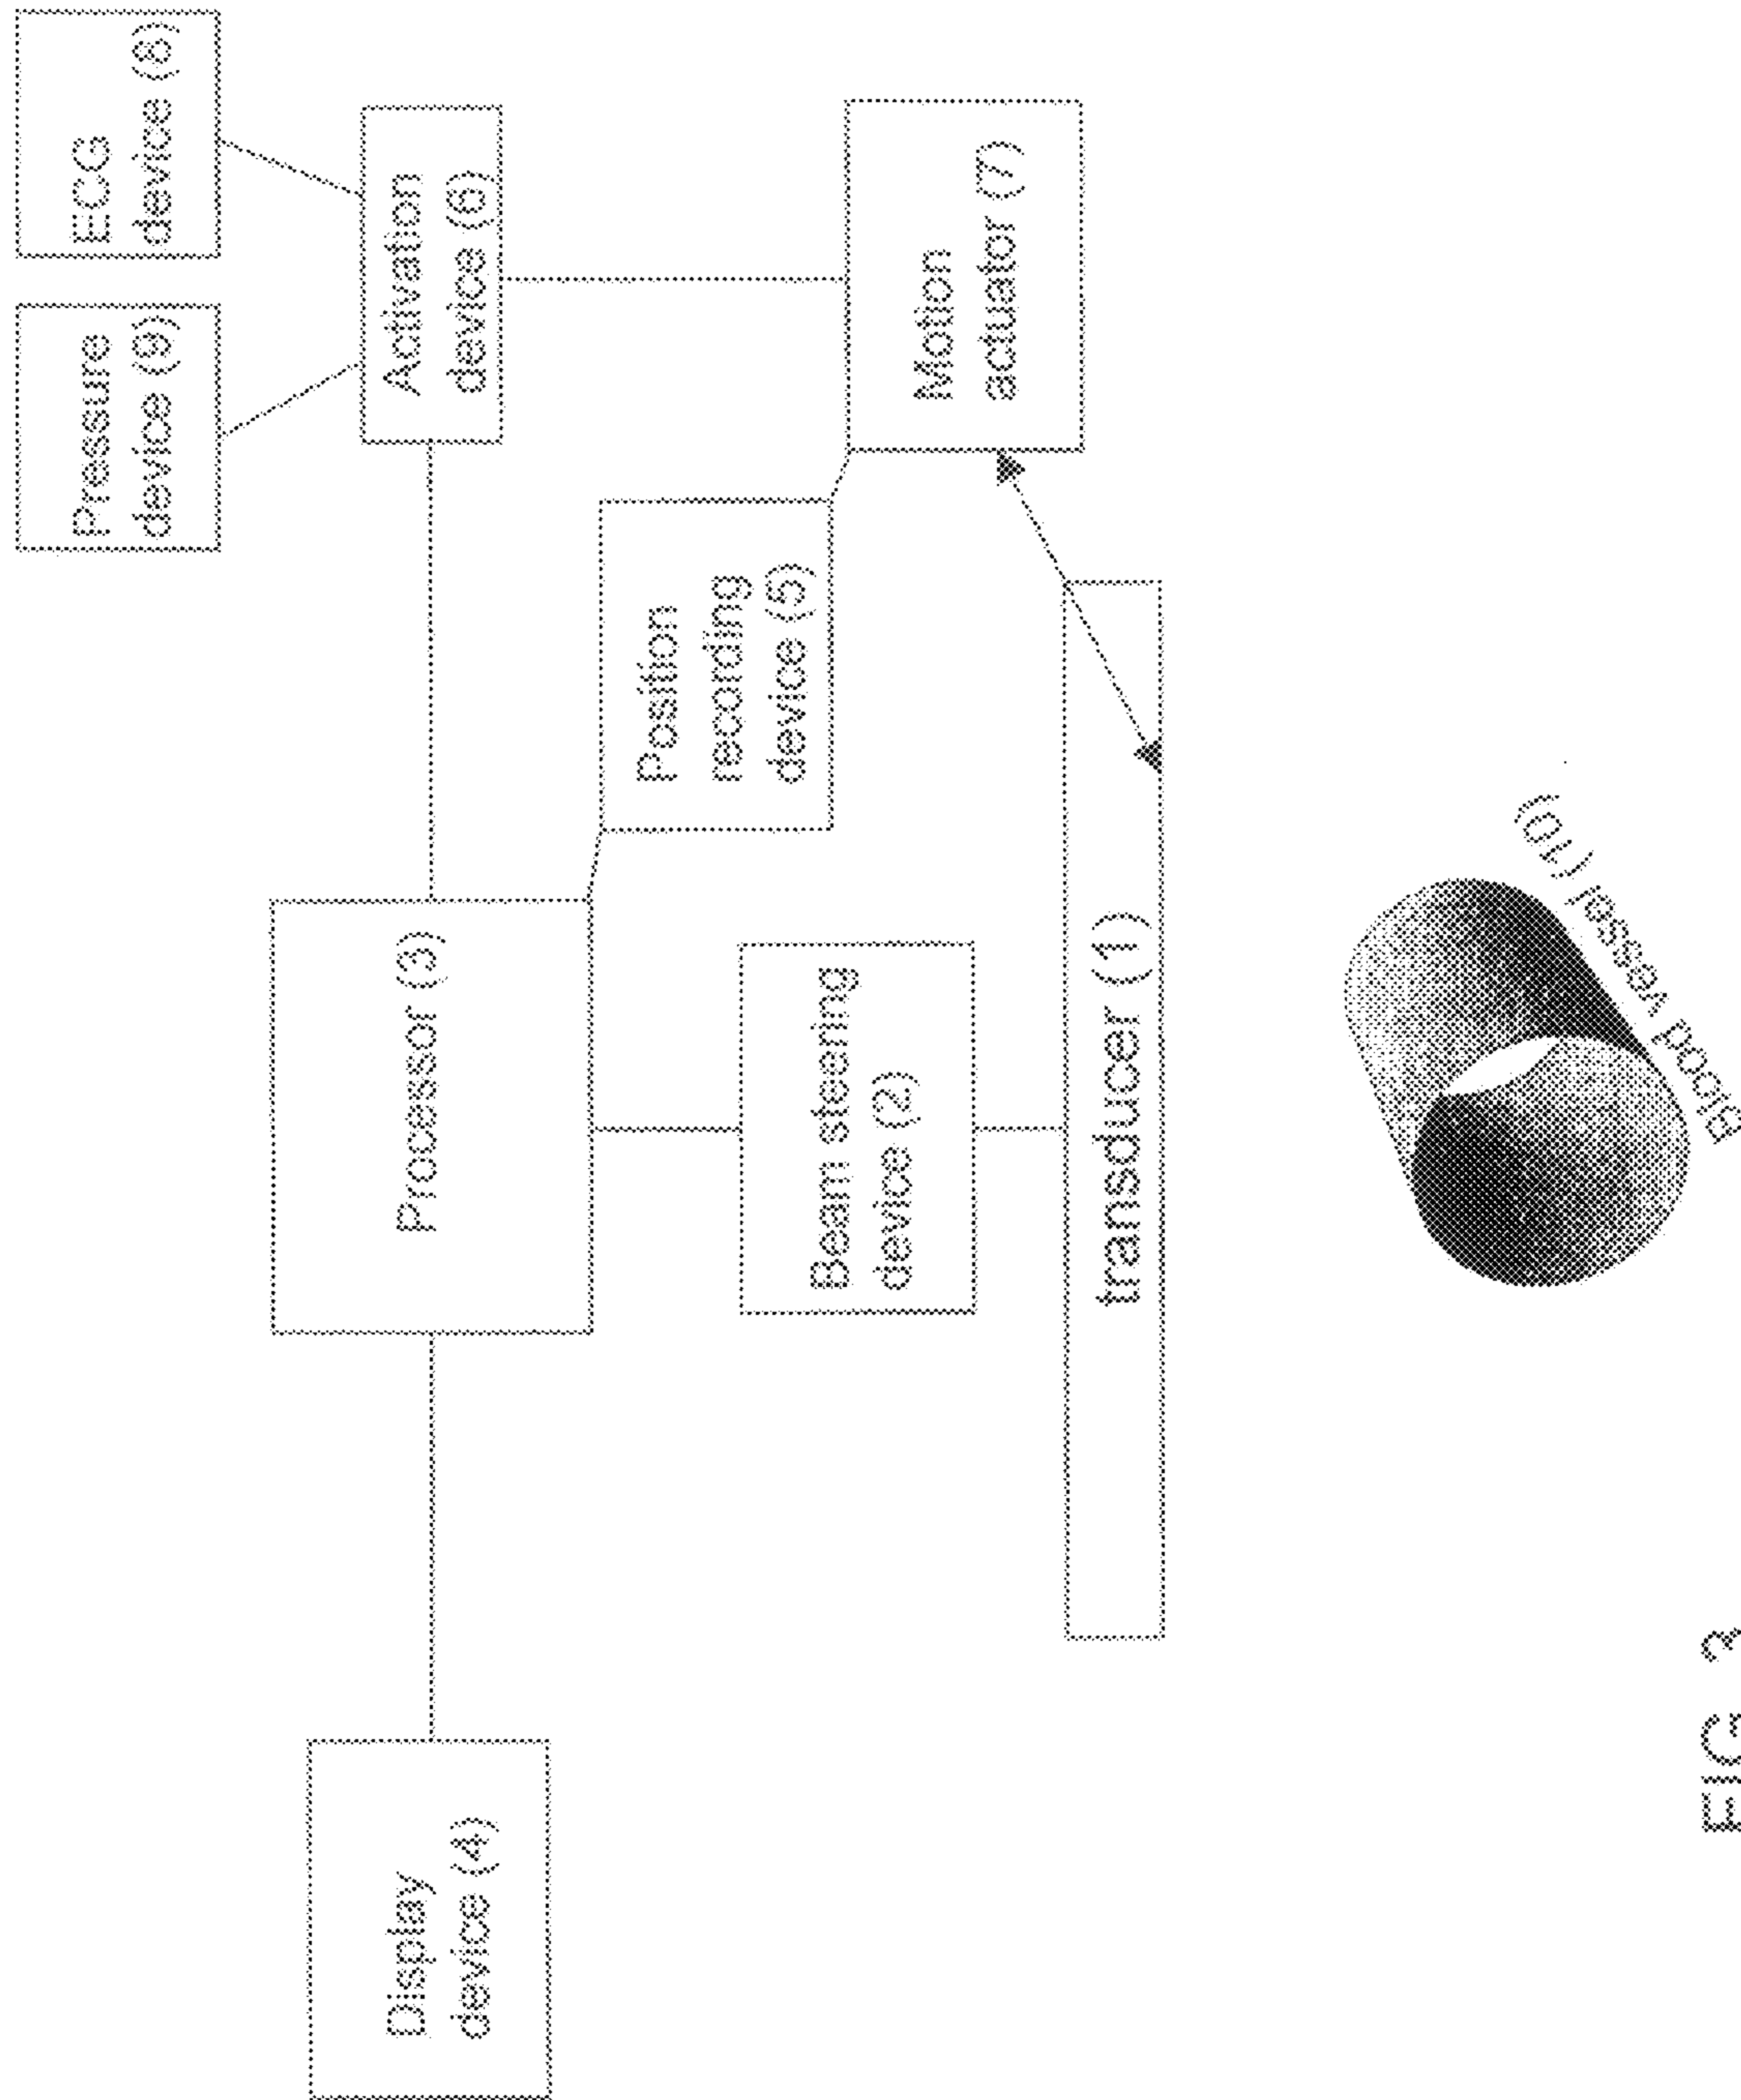 ECG
device (8)
Pressure
device (9)
Activation
device (6)
Processor (3)
Display
device (4)
Position
recording
device (5)
Beam steering
device (2)
Motion
actuator (7)
transducer (1)
Blood vessel (10)
FIG 3